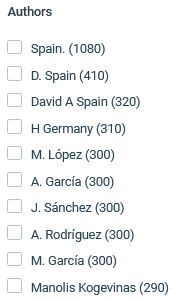 Authors
Spain. (1080)
D. Spain (410)
David A Spain (320)
H Germany (310)
M. López (300)
A. García (300)
J. Sánchez (300)
A. Rodríguez (300)
M. García (300)
Manolis Kogevinas (290)